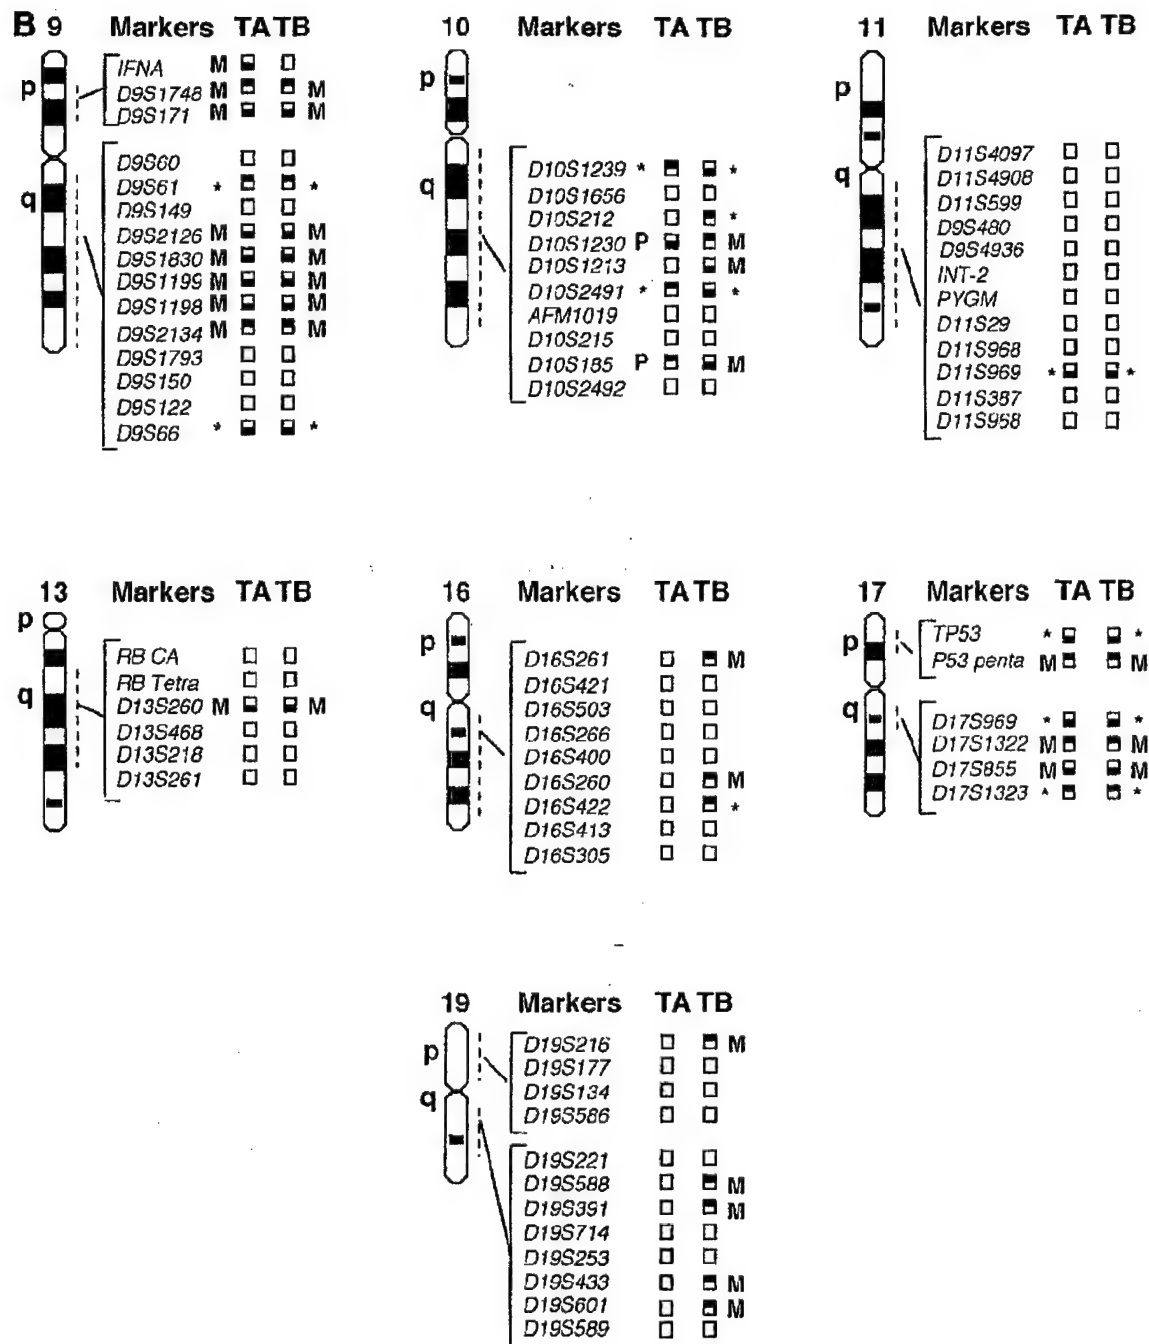 B 9 Markers TA TB
p
IFNA M
D9S1748 M M
D9S171 M M
q
D9S60
D9S61 * *
D9S149
D9S2126 M M
D9S1830 M M
D9S1199 M M
D9S1198 M M
D9S2134 M M
D9S1793
D9S150
D9S122
D9S66 * *
10 Markers TA TB
p
q
D10S1239 * *
D10S1656
D10S212 *
D10S1230 P M
D10S1213 M
D10S2491 * *
AFM1019
D10S215
D10S185 P M
D10S2492
11 Markers TA TB
p
q
D11S4097
D11S4908
D11S599
D9S480
D9S4936
INT-2
PYGM
D11S29
D11S968
D11S969 * *
D11S387
D11S968
13 Markers TA TB
p
q
RB CA
RB Tetra
D13S260 M M
D13S468
D13S218
D13S261
16 Markers TA TB
p
q
D16S261 M
D16S421
D16S503
D16S266
D16S400
D16S260 M
D16S422 *
D16S413
D16S305
17 Markers TA TB
p
TP53 * *
P53 penta M M
q
D17S969 * *
D17S1322 M M
D17S855 M M
D17S1323 * *
19 Markers TA TB
p
D19S216 M
D19S177
D19S134
D19S586
q
D19S221
D19S588 M
D19S391 M
D19S714
D19S253
D19S433 M
D19S601 M
D19S589